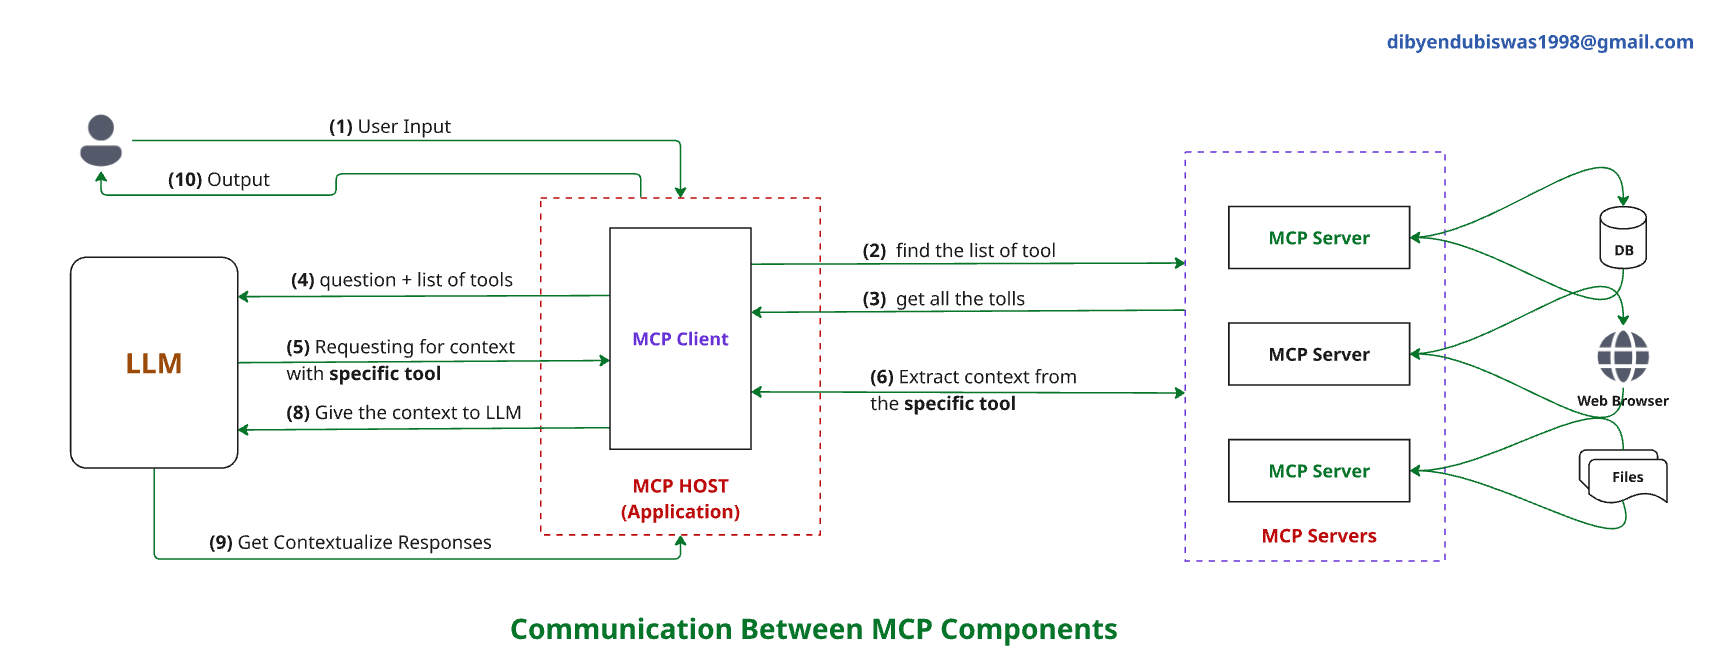 dibyendubiswas1998@gmail.com
(1) User Input
(10) Output
(2) find the list of tool
(4) question + list of tools
(3) get all the tolls
(5) Requesting for context
with specific tool
(8) Give the context to LLM
LLM
MCP Client
(6) Extract context from
the specific tool
MCP HOST
(Application)
(9) Get Contextualize Responses
MCP Server
MCP Server
MCP Server
MCP Servers
DB
Web Browser
Files
Communication Between MCP Components